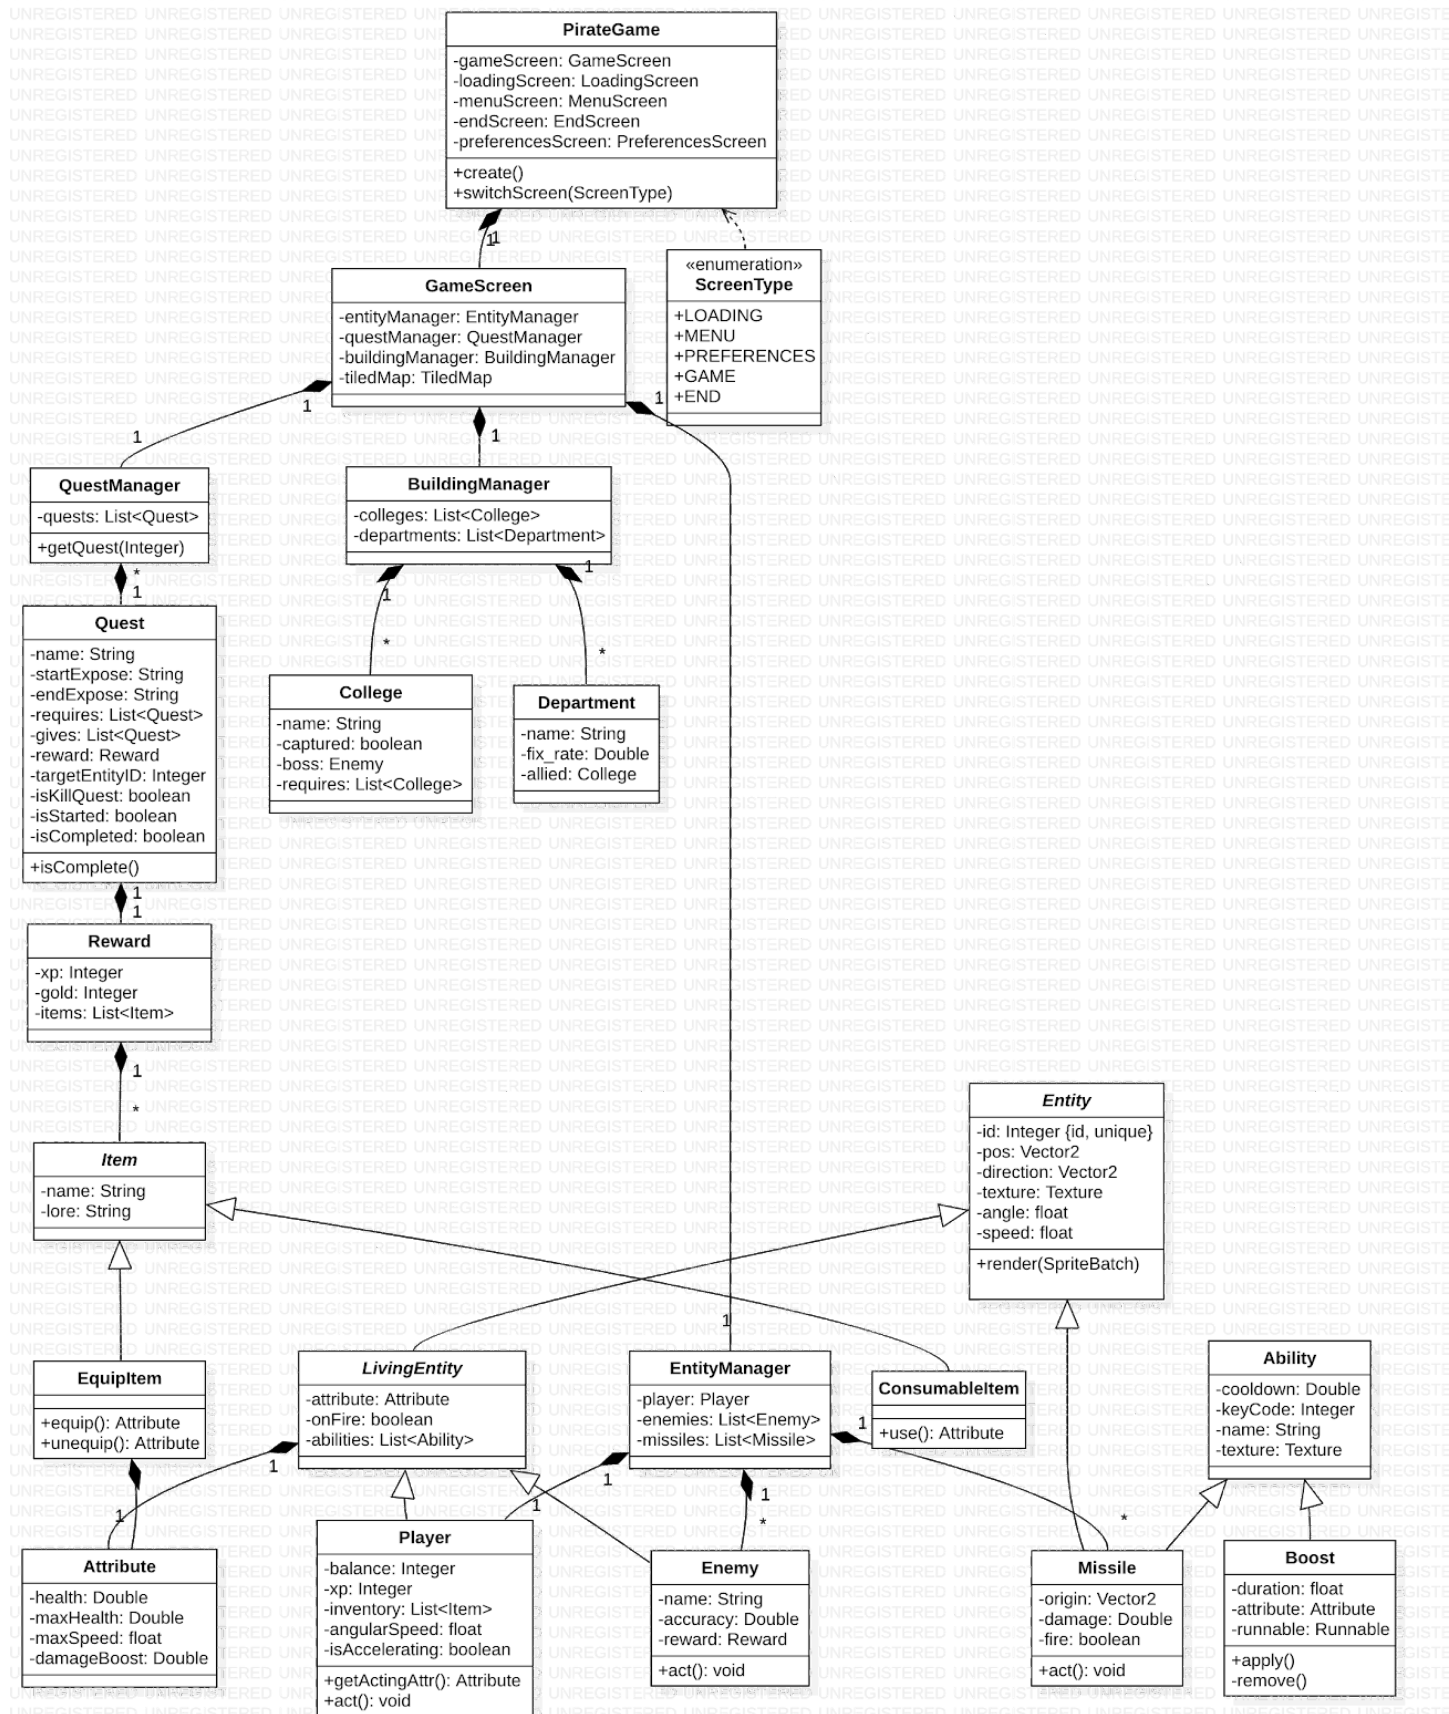 PirateGame
-gameScreen: GameScreen
-loadingScreen: LoadingScreen
-menuScreen: MenuScreen
-endScreen: EndScreen
-preferencesScreen: PreferencesScreen
+create()
+switchScreen(ScreenType)
1
1
GameScreen
-entityManager: EntityManager
-questManager: QuestManager
-buildingManager: BuildingManager
-tiledMap: TiledMap
«enumeration»
ScreenType
+LOADING
+MENU
+PREFERENCES
+GAME
+END
1
1
1
1
QuestManager
-quests: List<Quest>
+getQuest(Integer)
BuildingManager
-colleges: List<College>
-departments: List<Department>
*
1
1
*
1
*
Quest
-name: String
-startExpose: String
-endExpose: String
-requires: List<Quest>
-gives: List<Quest>
-reward: Reward
-targetEntityID: Integer
-isKillQuest: boolean
-isStarted: boolean
-isCompleted: boolean
+isComplete()
College
-name: String
-captured: boolean
-boss: Enemy
-requires: List<College>
Department
-name: String
-fix_rate: Double
-allied: College
1
1
Reward
-xp: Integer
-gold: Integer
-items: List<Item>
1
*
Item
-name: String
-lore: String
Entity
-id: Integer {id, unique}
-pos: Vector2
-direction: Vector2
-texture: Texture
-angle: float
-speed: float
+render(SpriteBatch)
1
EquipItem
+equip(): Attribute
+unequip(): Attribute
LivingEntity
-attribute: Attribute
-onFire: boolean
-abilities: List<Ability>
EntityManager
-player: Player
-enemies: List<Enemy>
-missiles: List<Missile>
ConsumableItem
+use(): Attribute
Ability
-cooldown: Double
-keyCode: Integer
-name: String
-texture: Texture
1
1
1
1
1
1
*
*
Attribute
-health: Double
-maxHealth: Double
-maxSpeed: float
-damageBoost: Double
Player
-balance: Integer
-xp: Integer
-inventory: List<Item>
-angularSpeed: float
-isAccelerating: boolean
+getActingAttr(): Attribute
+act(): void
Enemy
-name: String
-accuracy: Double
-reward: Reward
+act(): void
Missile
-origin: Vector2
-damage: Double
-fire: boolean
+act(): void
Boost
-duration: float
-attribute: Attribute
-runnable: Runnable
+apply()
-remove()